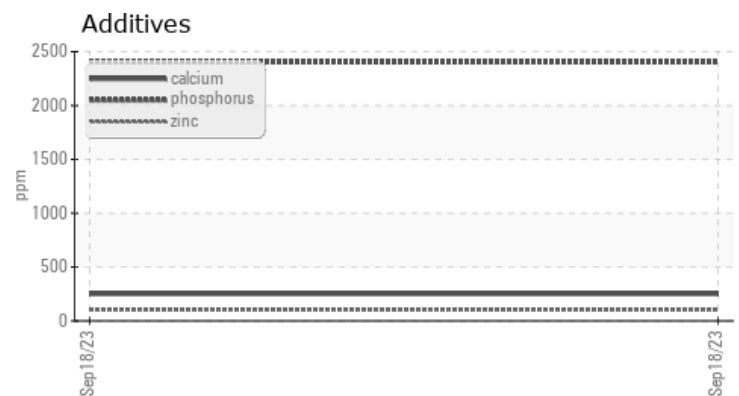 Additives
2500
2000
1500
1000
500
0
ppm
calcium
phosphorus
zinc
Sep18/23
Sep18/23